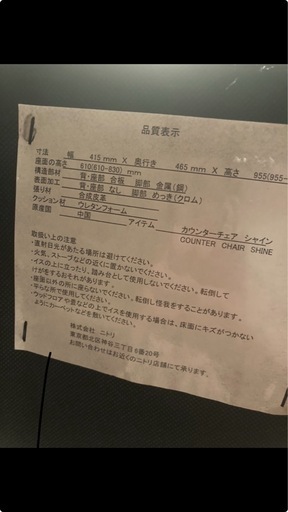 品質表示
寸法 幅 415 mm X 奥行き 465 mm X 高さ 955(955-
座面の高さ 610(610-830) mm
構造部材 背・座部 合板 脚部 金属(鋼)
表面加工 背・座部 なし 脚部 めっき(クロム)
張り材 合成皮革
クッション材 ウレタンフォーム
原産国 中国 アイテム カウンターチェア シャイン
COUNTER CHAIR SHINE
取扱い上の注意
・直射日光があたる場所は避けてください。
・火気、ストーブなどの近くに置かないでください。
・イスの上に立ったり、踏み台として使用しないでください。転倒して
けがをするおそれがあります。
・座面以外の所に座らないでください。転倒し怪我をすることがあります。
・平らな所で使用してください。
・ウッドフロアや畳などの上でイスを使用する場合は、床面にキズがつかない
ようにカーペットなどを敷いてください。
株式会社 ニトリ
東京都北区神谷三丁目6番20号
お問い合わせはお近くのニトリ店舗にて承ります。